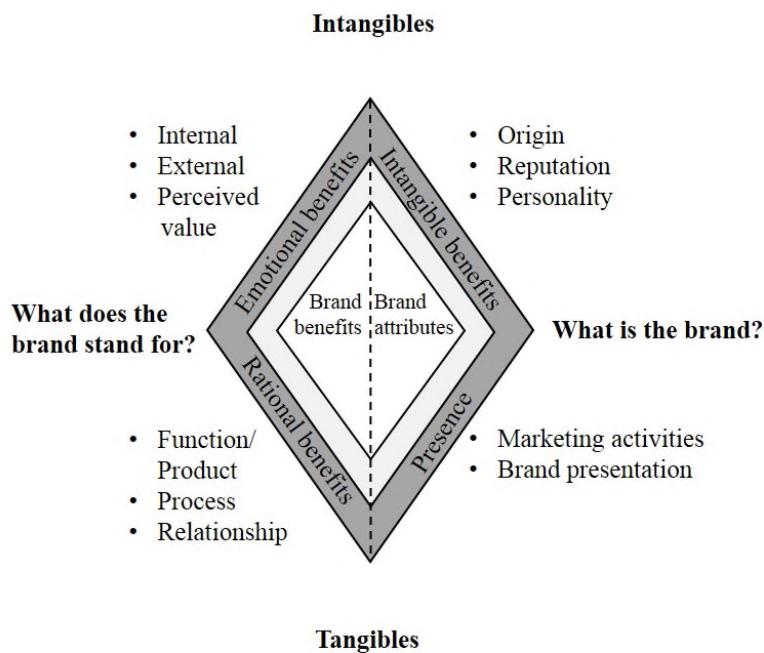 Intangibles
• Internal
• External
• Perceived
value
• Origin
• Reputation
• Personality
Emotional benefits
Intangible benefits
What does the
brand stand for?
Brand
benefits
Brand
attributes
What is the brand?
Rational benefits
Presence
• Function/
Product
• Process
• Relationship
• Marketing activities
• Brand presentation
Tangibles